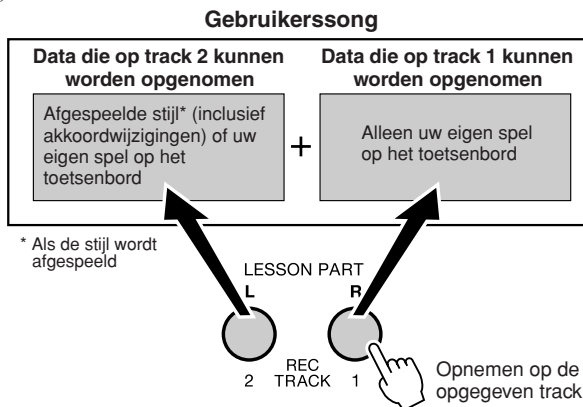 Gebruikerssong
Data die op track 2 kunnen
worden opgenomen
Data die op track 1 kunnen
worden opgenomen
Afgespeelde stijl* (inclusief
akkoordwijzigingen) of uw
eigen spel op het
toetsenbord
+
Alleen uw eigen spel
op het toetsenbord
* Als de stijl wordt
afgespeeld
LESSON PART
L R
REC
2 TRACK 1
Opnemen op de
opgegeven track